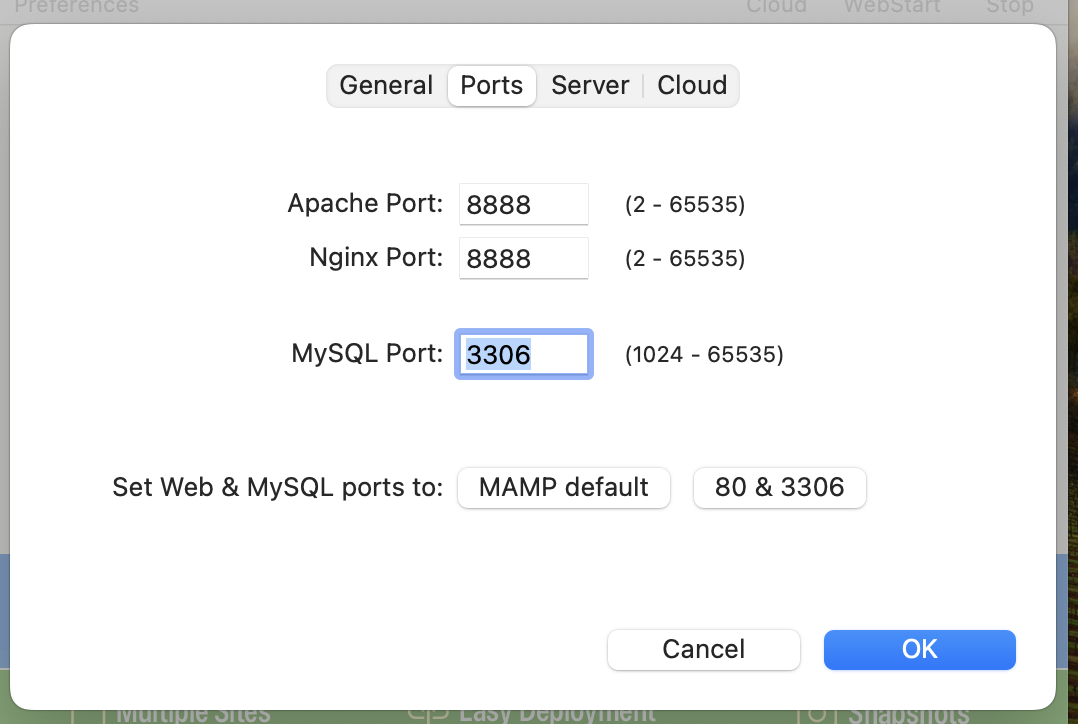 Preferences Cloud WebStart Stop
General Ports Server Cloud
Apache Port: 8888 (2 - 65535)
Nginx Port: 8888 (2 - 65535)
MySQL Port: 3306 (1024 - 65535)
Set Web & MySQL ports to: MAMP default 80 & 3306
Cancel OK
Multiple Sites Easy Deployment Snapshots